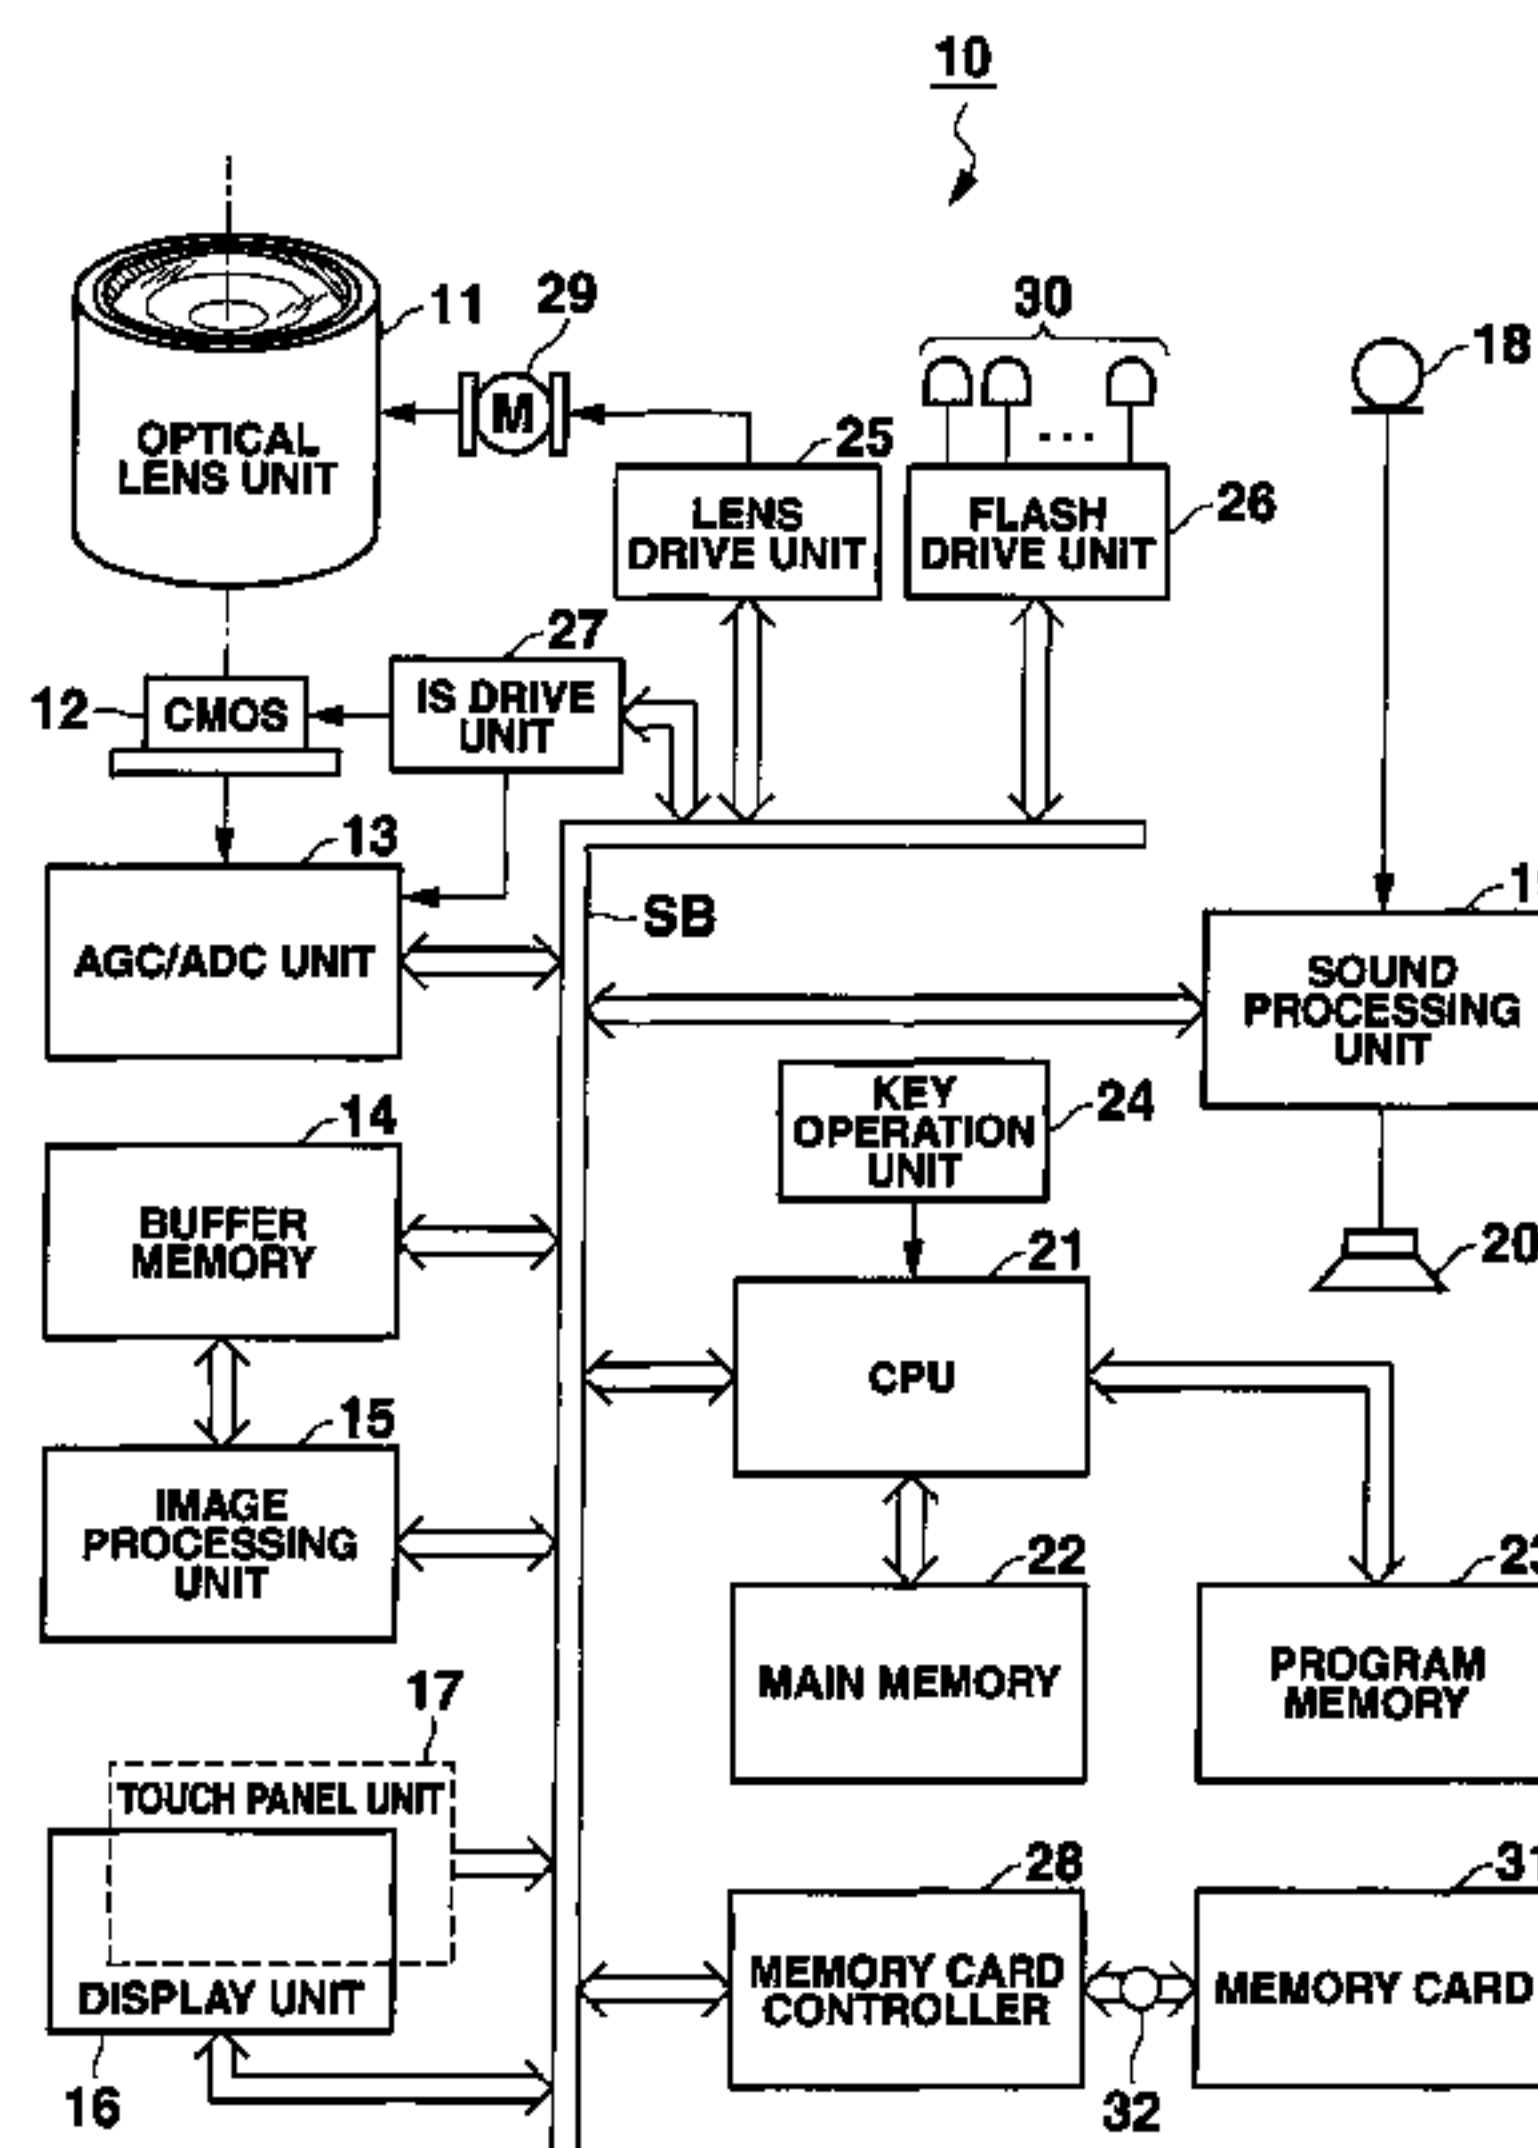 10
11
29
30
18
M
OPTICAL
LENS UNIT
25
LENS
DRIVE UNIT
FLASH
DRIVE UNIT
26
27
12
CMOS
IS DRIVE
UNIT
13
AGC/ADC UNIT
SB
SOUND
PROCESSING
UNIT
14
KEY
OPERATION
UNIT
24
BUFFER
MEMORY
21
20
CPU
15
IMAGE
PROCESSING
UNIT
22
MAIN MEMORY
PROGRAM
MEMORY
17
TOUCH PANEL UNIT
DISPLAY UNIT
16
28
MEMORY CARD
CONTROLLER
31
MEMORY CARD
32